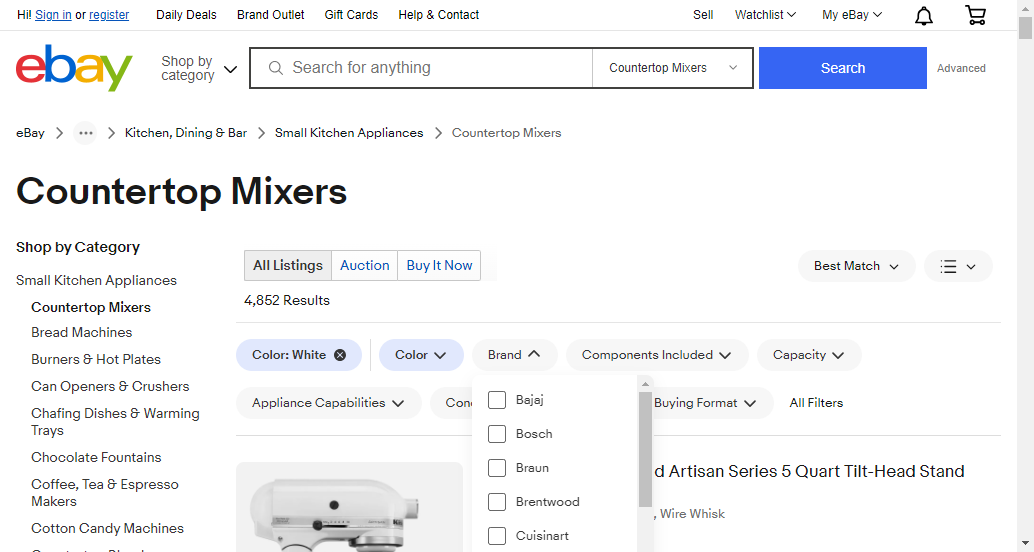 Hi! Sign in or register Daily Deals Brand Outlet Gift Cards Help & Contact Sell Watchlist My eBay
ebay Shop by category Search for anything Countertop Mixers Search Advanced
eBay ... Kitchen, Dining & Bar Small Kitchen Appliances Countertop Mixers
Countertop Mixers
Shop by Category
Small Kitchen Appliances
Countertop Mixers
Bread Machines
Burners & Hot Plates
Can Openers & Crushers
Chafing Dishes & Warming
Trays
Chocolate Fountains
Coffee, Tea & Espresso
Makers
Cotton Candy Machines
All Listings Auction Buy It Now Best Match
4,852 Results
Color: White Color Brand Components Included Capacity
Appliance Capabilities Buying Format All Filters
Bajaj
Bosch
Braun
Brentwood
Cuisinart
d Artisan Series 5 Quart Tilt-Head Stand
, Wire Whisk